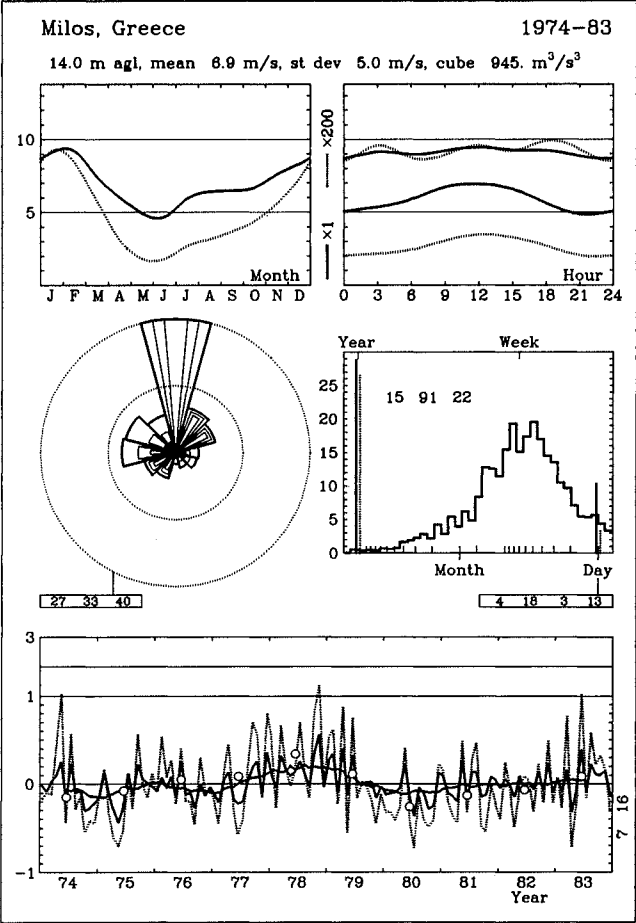 Milos, Greece 1974–83
14.0 m agl, mean 6.9 m/s, st dev 5.0 m/s, cube 945. m³/s³
10
5
Month
J F M A M J J A S O N D
×1 ×200
Hour
0 3 6 9 12 15 18 21 24
Year Week
25
20
15
10
5
0
15 91 22
Month Day
27 33 40
4 18 3 13
3
1
0
-1
7 16
74 75 76 77 78 79 80 81 82 83
Year